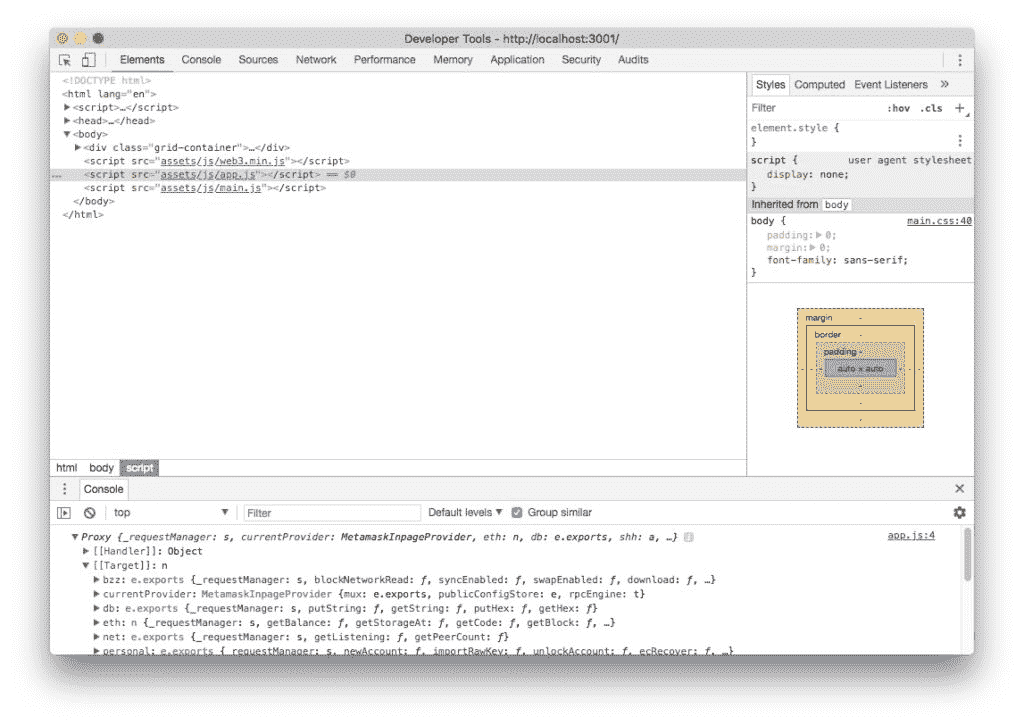 Developer Tools - http://localhost:3001/
Elements Console Sources Network Performance Memory Application Security Audits
<!DOCTYPE html>
<html lang="en">
▶<script>…</script>
▶<head>…</head>
▼<body>
▶<div class="grid-container">…</div>
<script src="assets/js/web3.min.js"></script>
… <script src="assets/js/app.js"></script> == $0
<script src="assets/js/main.js"></script>
</body>
</html>
html body script
Styles Computed Event Listeners »
Filter :hov .cls +
element.style {
}
script { user agent stylesheet
display: none;
}
Inherited from body
body { main.css:40
padding:▶ 0;
margin:▶ 0;
font-family: sans-serif;
}
margin -
border -
padding -
- - - auto × auto - - -
-
-
Console
top ▼ Filter Default levels ▼ Group similar
▼Proxy {_requestManager: s, currentProvider: MetamaskInpageProvider, eth: n, db: e.exports, shh: a, …} i app.js:4
▶[[Handler]]: Object
▼[[Target]]: n
▶bzz: e.exports {_requestManager: s, blockNetworkRead: ƒ, syncEnabled: ƒ, swapEnabled: ƒ, download: ƒ, …}
▶currentProvider: MetamaskInpageProvider {mux: e.exports, publicConfigStore: e, rpcEngine: t}
▶db: e.exports {_requestManager: s, putString: ƒ, getString: ƒ, putHex: ƒ, getHex: ƒ}
▶eth: n {_requestManager: s, getBalance: ƒ, getStorageAt: ƒ, getCode: ƒ, getBlock: ƒ, …}
▶net: e.exports {_requestManager: s, getListening: ƒ, getPeerCount: ƒ}
▶personal: e.exports {_requestManager: s, newAccount: ƒ, importRawKey: ƒ, unlockAccount: ƒ, ecRecover: ƒ, …}